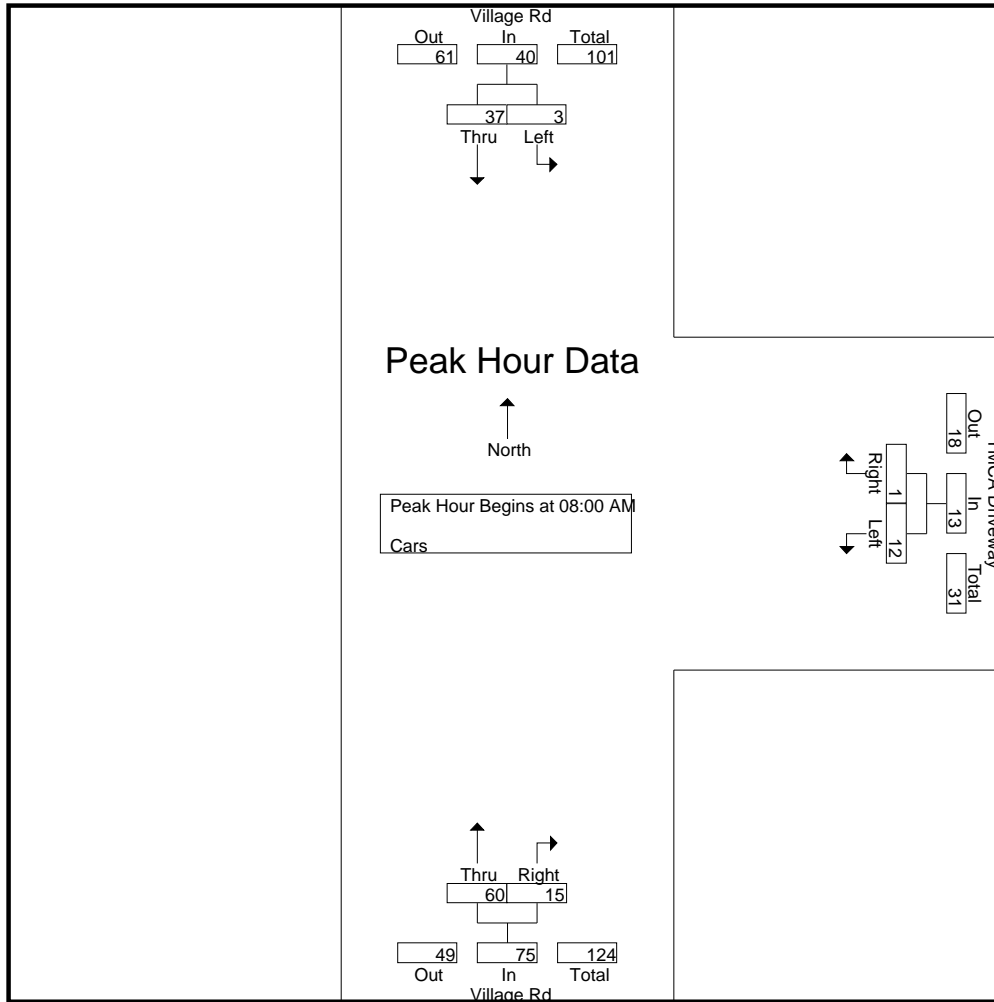 Village Rd
Out In Total
61 40 101
37 3
Thru Left
Peak Hour Data
North
Peak Hour Begins at 08:00 AM
Cars
Driveway
Out In Total
18 13 31
Right Left
1 12
Thru Right
60 15
49 75 124
Out In Total
Village Rd